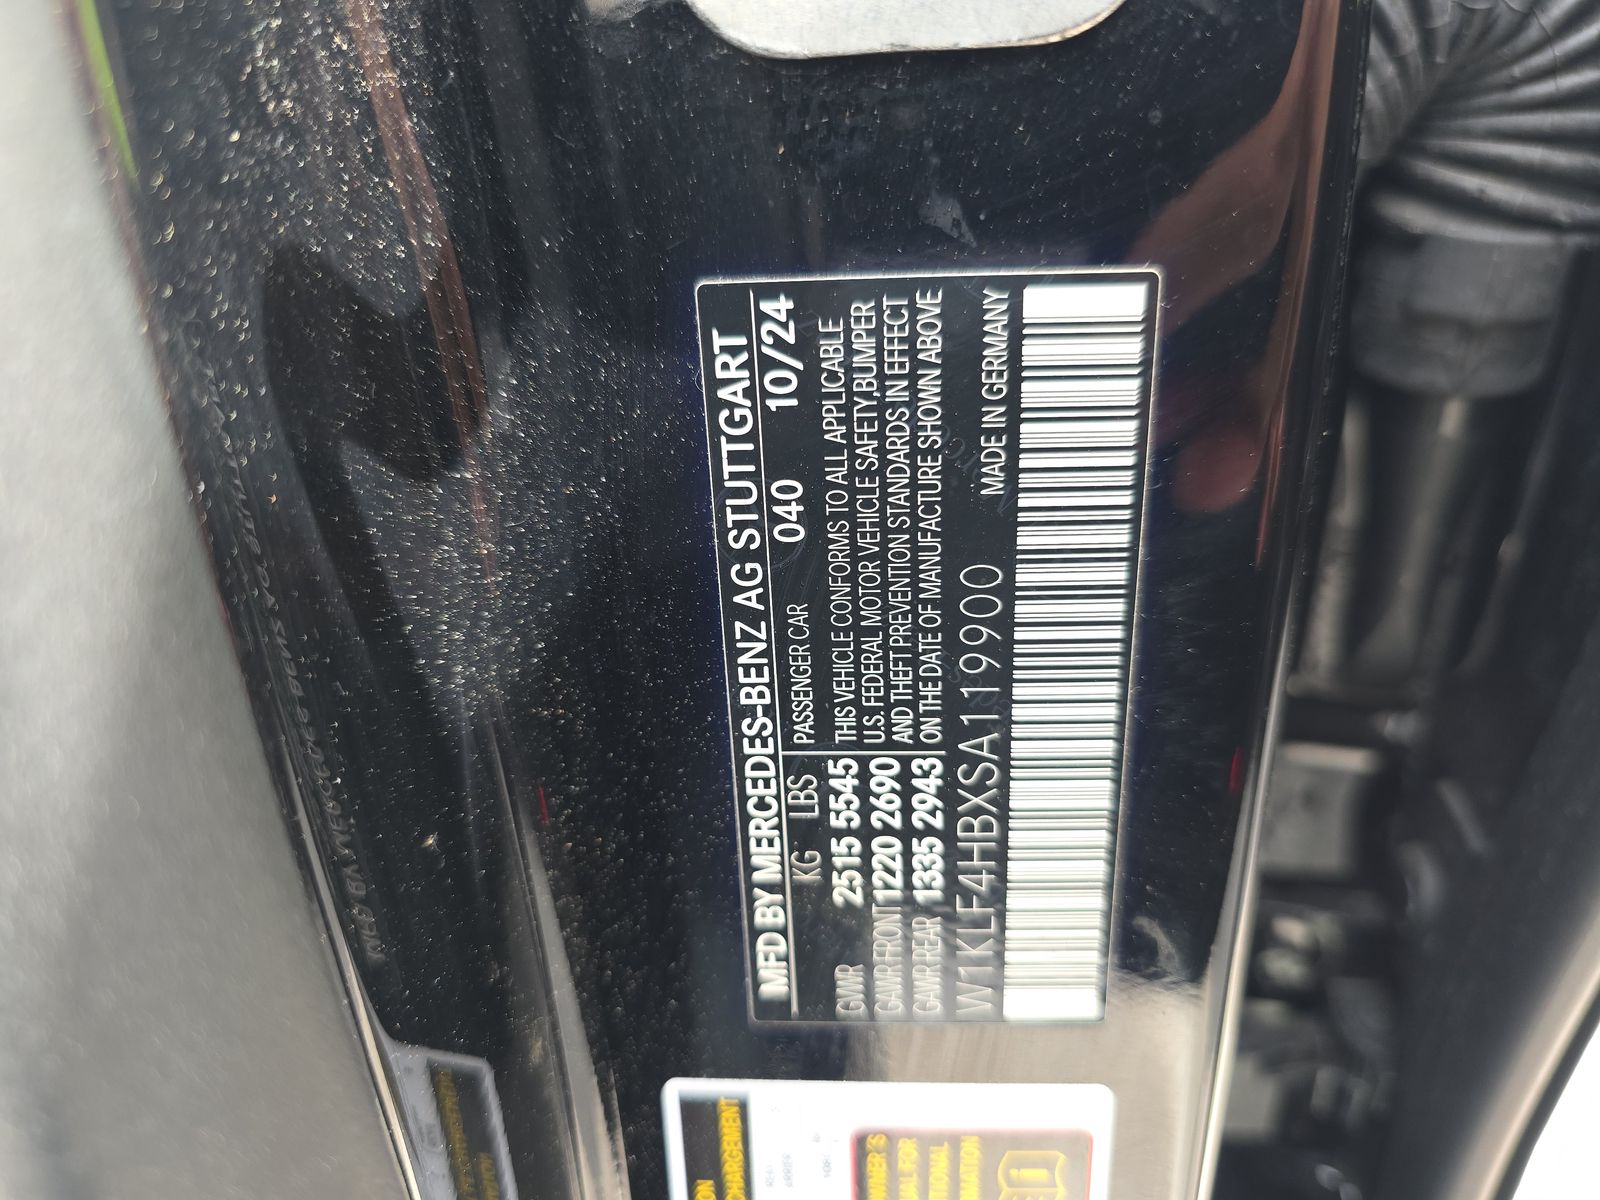 MFD BY MERCEDES-BENZ AG STUTTGART
PASSENGER CAR 040 10/24
KG LBS
GVWR 2515 5545
GAWR FRONT 1220 2690
GAWR REAR 1335 2943
THIS VEHICLE CONFORMS TO ALL APPLICABLE
U.S. FEDERAL MOTOR VEHICLE SAFETY,BUMPER
AND THEFT PREVENTION STANDARDS IN EFFECT
ON THE DATE OF MANUFACTURE SHOWN ABOVE
W1KLF4HBXSA119900 MADE IN GERMANY